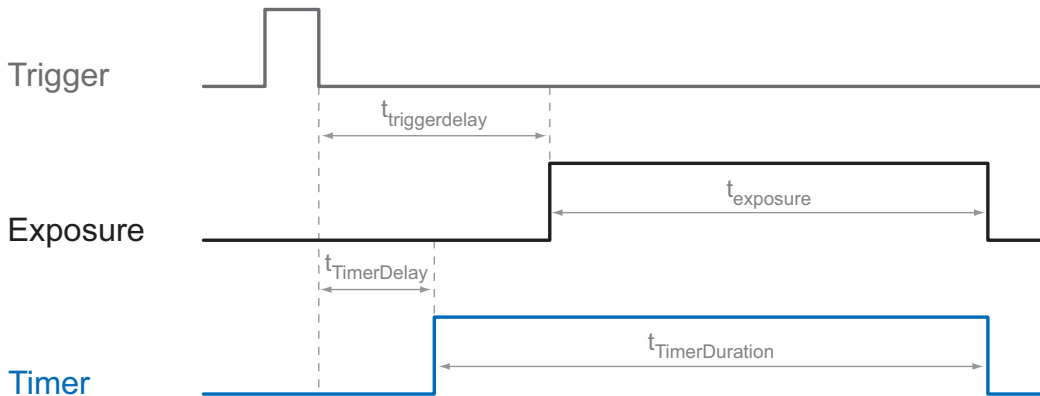 Trigger
t_triggerdelay
t_exposure
Exposure
t_TimerDelay
t_TimerDuration
Timer